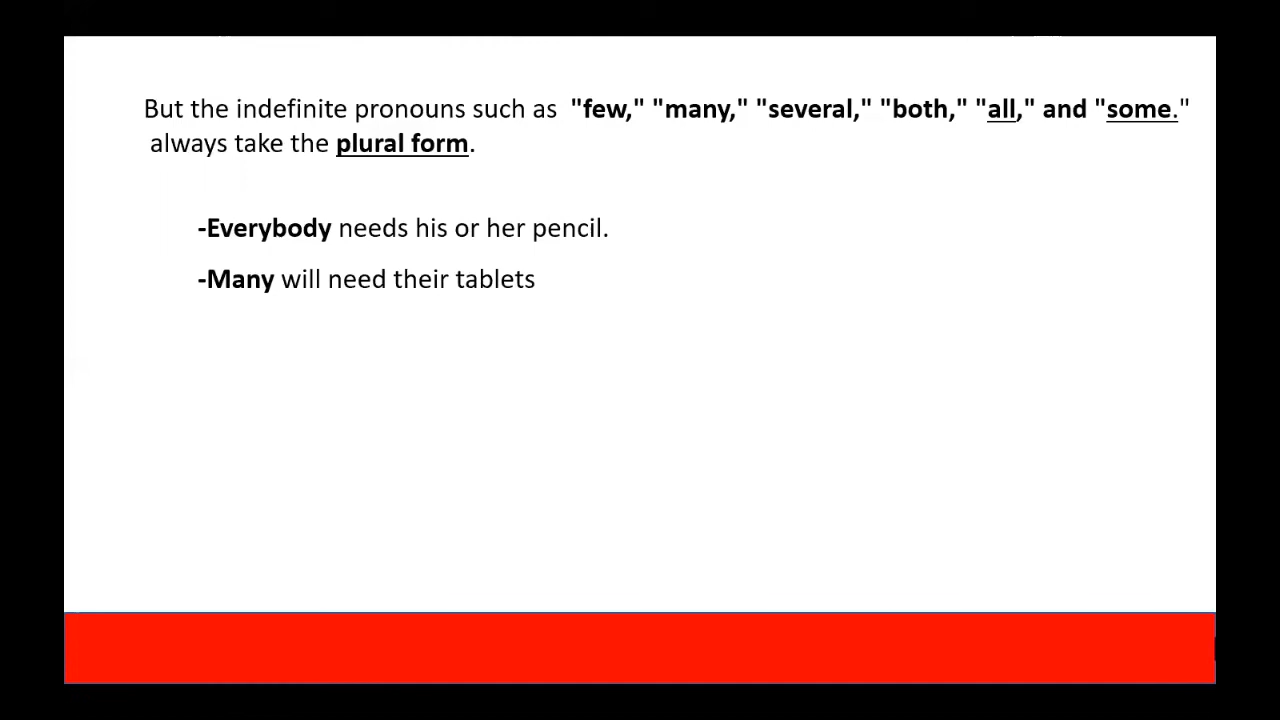 But the indefinite pronouns such as "few," "many," "several," "both," "all," and "some."
always take the plural form.
-Everybody needs his or her pencil.
-Many will need their tablets